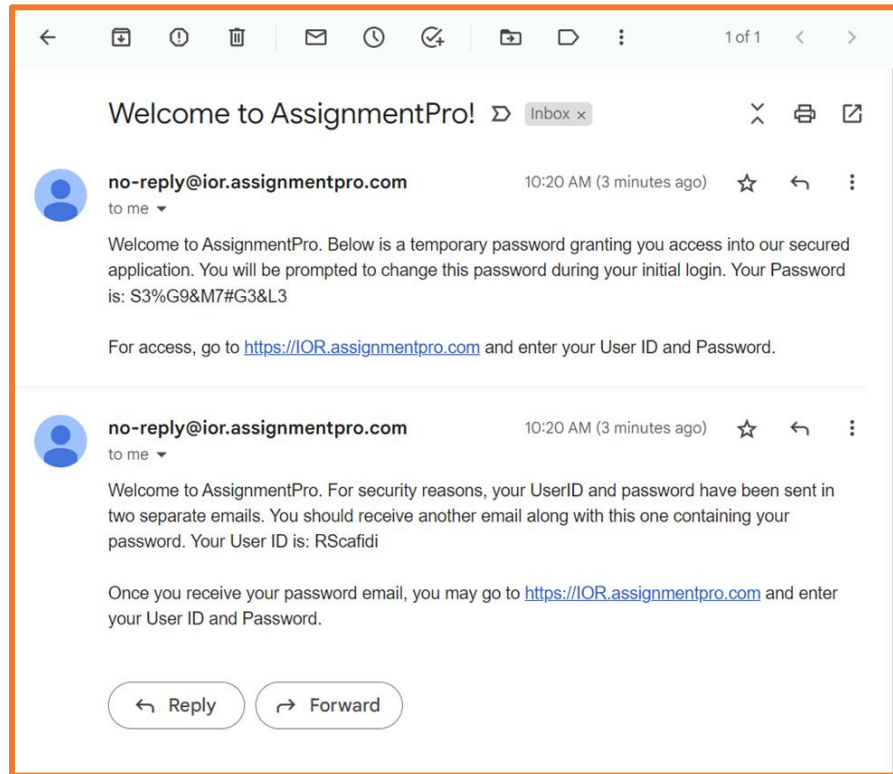 1 of 1
Welcome to AssignmentPro! Inbox x
no-reply@ior.assignmentpro.com 10:20 AM (3 minutes ago)
to me
Welcome to AssignmentPro. Below is a temporary password granting you access into our secured
application. You will be prompted to change this password during your initial login. Your Password
is: S3%G9&M7#G3&L3
For access, go to https://IOR.assignmentpro.com and enter your User ID and Password.
no-reply@ior.assignmentpro.com 10:20 AM (3 minutes ago)
to me
Welcome to AssignmentPro. For security reasons, your UserID and password have been sent in
two separate emails. You should receive another email along with this one containing your
password. Your User ID is: RScafidi
Once you receive your password email, you may go to https://IOR.assignmentpro.com and enter
your User ID and Password.
Reply Forward